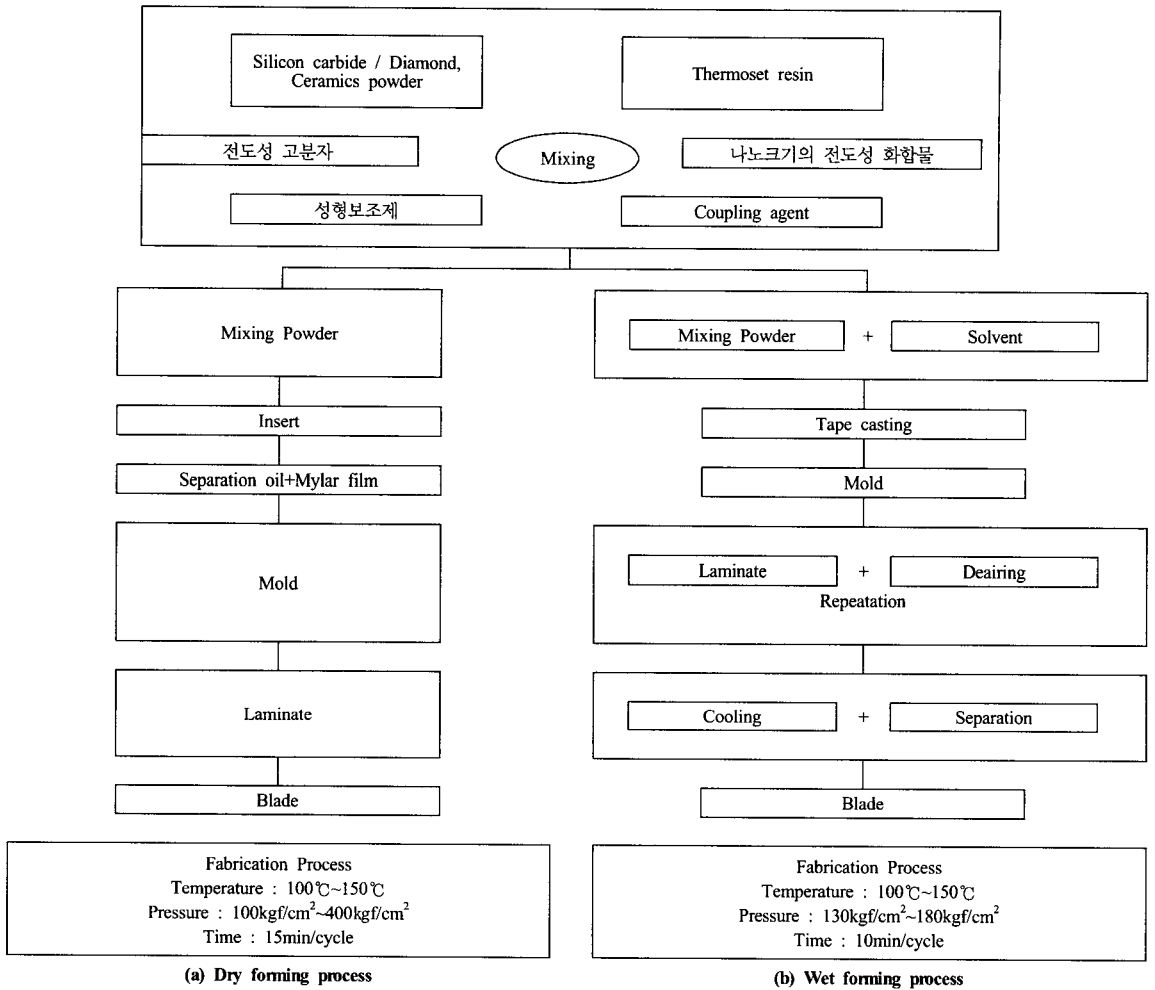 Silicon carbide / Diamond,
Ceramics powder
Thermoset resin
전도성 고분자
Mixing
나노크기의 전도성 화합물
성형보조제
Coupling agent
Mixing Powder
Insert
Separation oil+Mylar film
Mold
Laminate
Blade
Fabrication Process
Temperature : 100℃~150℃
Pressure : 100kgf/cm²~400kgf/cm²
Time : 15min/cycle
(a) Dry forming process
Mixing Powder + Solvent
Tape casting
Mold
Laminate + Deairing
Repeatation
Cooling + Separation
Blade
Fabrication Process
Temperature : 100℃~150℃
Pressure : 130kgf/cm²~180kgf/cm²
Time : 10min/cycle
(b) Wet forming process